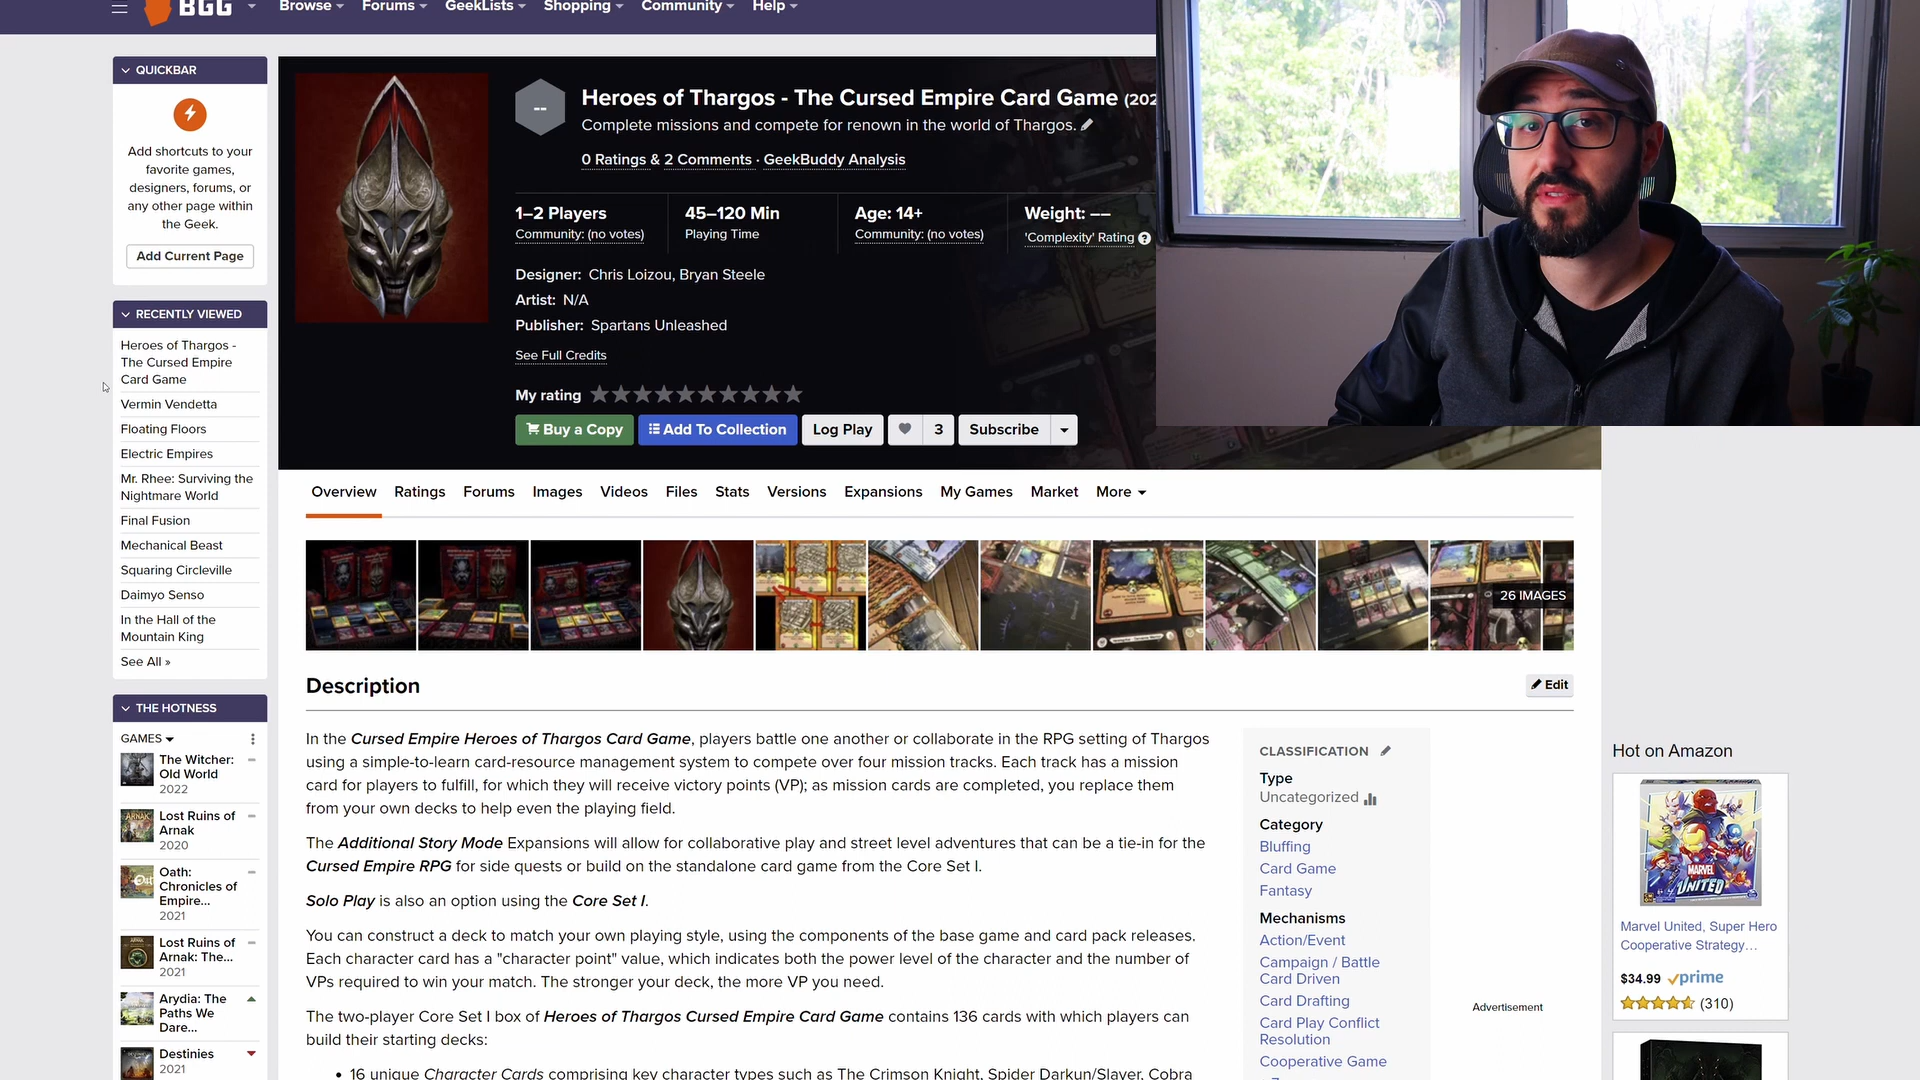 BGG
Browse Forums GeekLists Shopping Community Help
QUICKBAR
Add shortcuts to your
favorite games,
designers, forums, or
any other page within
the Geek.
Add Current Page
RECENTLY VIEWED
Heroes of Thargos -
The Cursed Empire
Card Game
Vermin Vendetta
Floating Floors
Electric Empires
Mr. Rhee: Surviving the
Nightmare World
Final Fusion
Mechanical Beast
Squaring Circleville
Daimyo Senso
In the Hall of the
Mountain King
See All »
THE HOTNESS
GAMES
The Witcher:
Old World
2022
Lost Ruins of
Arnak
2020
Oath:
Chronicles of
Empire...
2021
Lost Ruins of
Arnak: The...
2021
Arydia: The
Paths We
Dare...
Destinies
2021
--
Heroes of Thargos - The Cursed Empire Card Game (202
Complete missions and compete for renown in the world of Thargos.
0 Ratings & 2 Comments · GeekBuddy Analysis
1–2 Players
Community: (no votes)
45–120 Min
Playing Time
Age: 14+
Community: (no votes)
Weight: --
'Complexity' Rating ?
Designer: Chris Loizou, Bryan Steele
Artist: N/A
Publisher: Spartans Unleashed
See Full Credits
My rating
Buy a Copy Add To Collection Log Play 3 Subscribe
Overview Ratings Forums Images Videos Files Stats Versions Expansions My Games Market More
26 IMAGES
Description
Edit
In the Cursed Empire Heroes of Thargos Card Game, players battle one another or collaborate in the RPG setting of Thargos
using a simple-to-learn card-resource management system to compete over four mission tracks. Each track has a mission
card for players to fulfill, for which they will receive victory points (VP); as mission cards are completed, you replace them
from your own decks to help even the playing field.
The Additional Story Mode Expansions will allow for collaborative play and street level adventures that can be a tie-in for the
Cursed Empire RPG for side quests or build on the standalone card game from the Core Set I.
Solo Play is also an option using the Core Set I.
You can construct a deck to match your own playing style, using the components of the base game and card pack releases.
Each character card has a "character point" value, which indicates both the power level of the character and the number of
VPs required to win your match. The stronger your deck, the more VP you need.
The two-player Core Set I box of Heroes of Thargos Cursed Empire Card Game contains 136 cards with which players can
build their starting decks:
• 16 unique Character Cards comprising key character types such as The Crimson Knight, Spider Darkun/Slayer, Cobra
CLASSIFICATION
Type
Uncategorized
Category
Bluffing
Card Game
Fantasy
Mechanisms
Action/Event
Campaign / Battle
Card Driven
Card Drafting
Card Play Conflict
Resolution
Cooperative Game
Advertisement
Hot on Amazon
MARVEL
UNITED
Marvel United, Super Hero
Cooperative Strategy…
$34.99 prime
(310)